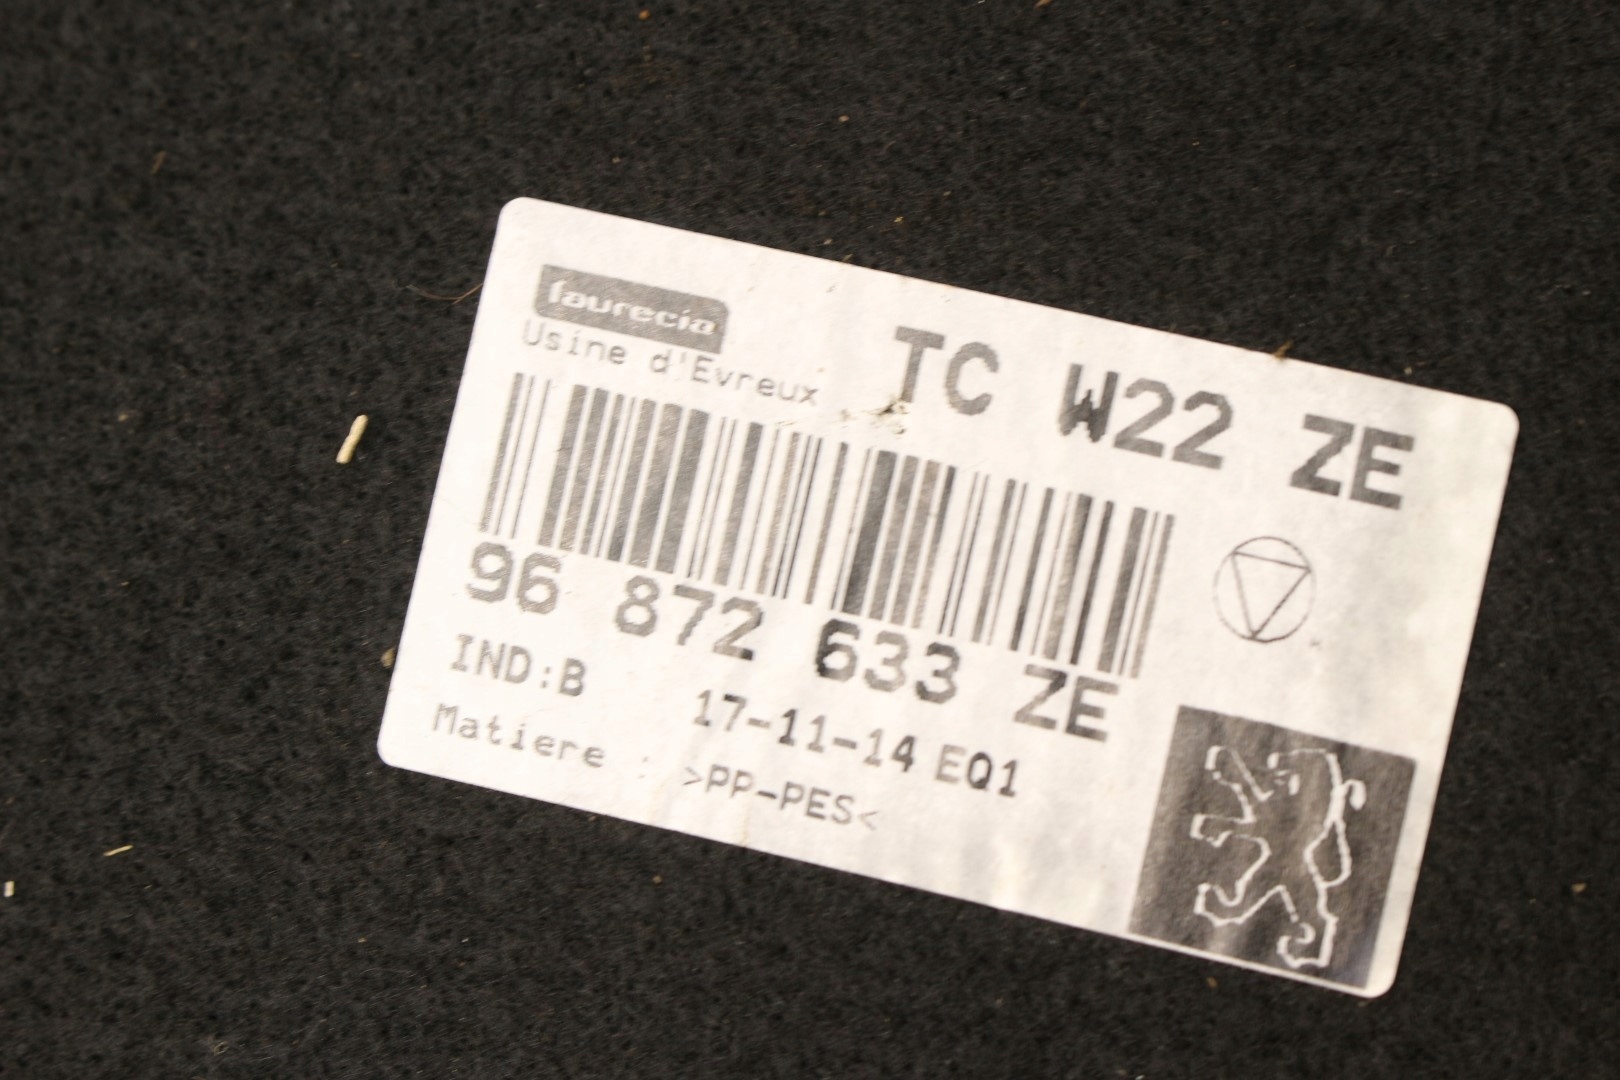 faurecia
Usine d'Evreux
TC W22 ZE
96 872 633 ZE
IND:B
17-11-14 EQ1
Matiere : >PP-PES<